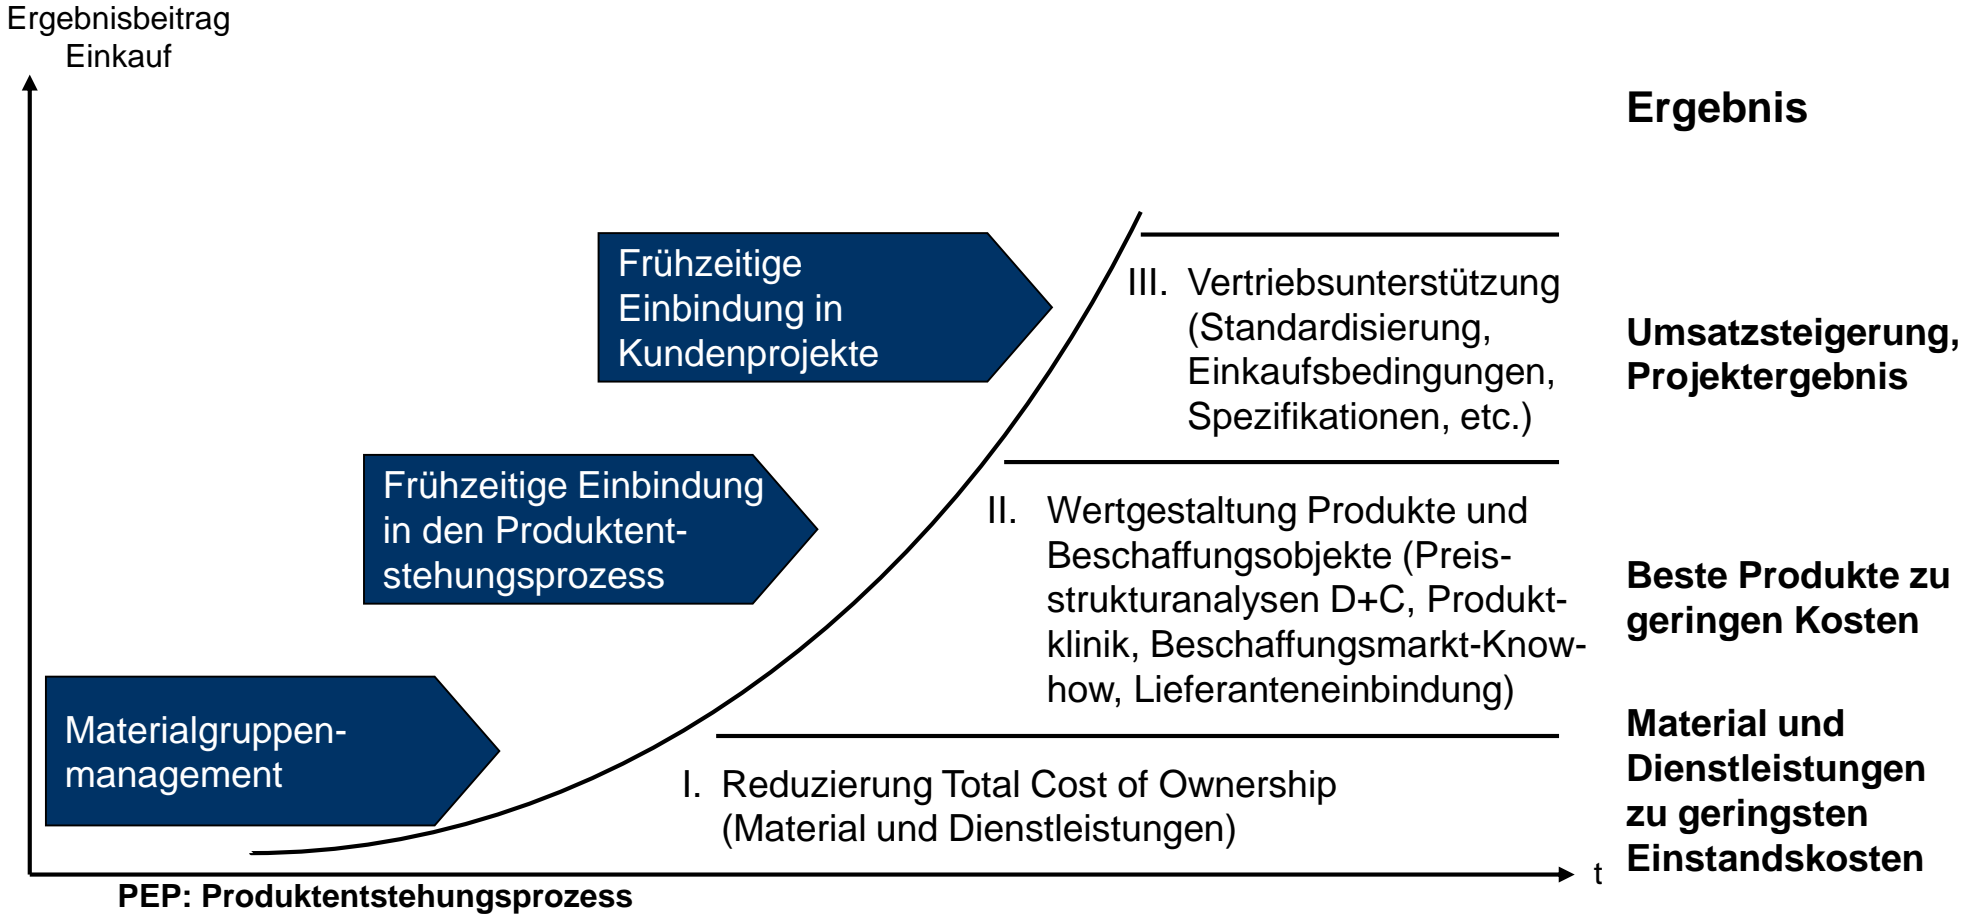 Ergebnisbeitrag
Einkauf
Ergebnis
Frühzeitige
Einbindung in
Kundenprojekte
III. Vertriebsunterstützung
(Standardisierung,
Einkaufsbedingungen,
Spezifikationen, etc.)
Umsatzsteigerung,
Projektergebnis
Frühzeitige Einbindung
in den Produktent-
stehungsprozess
II. Wertgestaltung Produkte und
Beschaffungsobjekte (Preis-
strukturanalysen D+C, Produkt-
klinik, Beschaffungsmarkt-Know-
how, Lieferanteneinbindung)
Beste Produkte zu
geringen Kosten
Materialgruppen-
management
I. Reduzierung Total Cost of Ownership
(Material und Dienstleistungen)
Material und
Dienstleistungen
zu geringsten
Einstandskosten
t
PEP: Produktentstehungsprozess